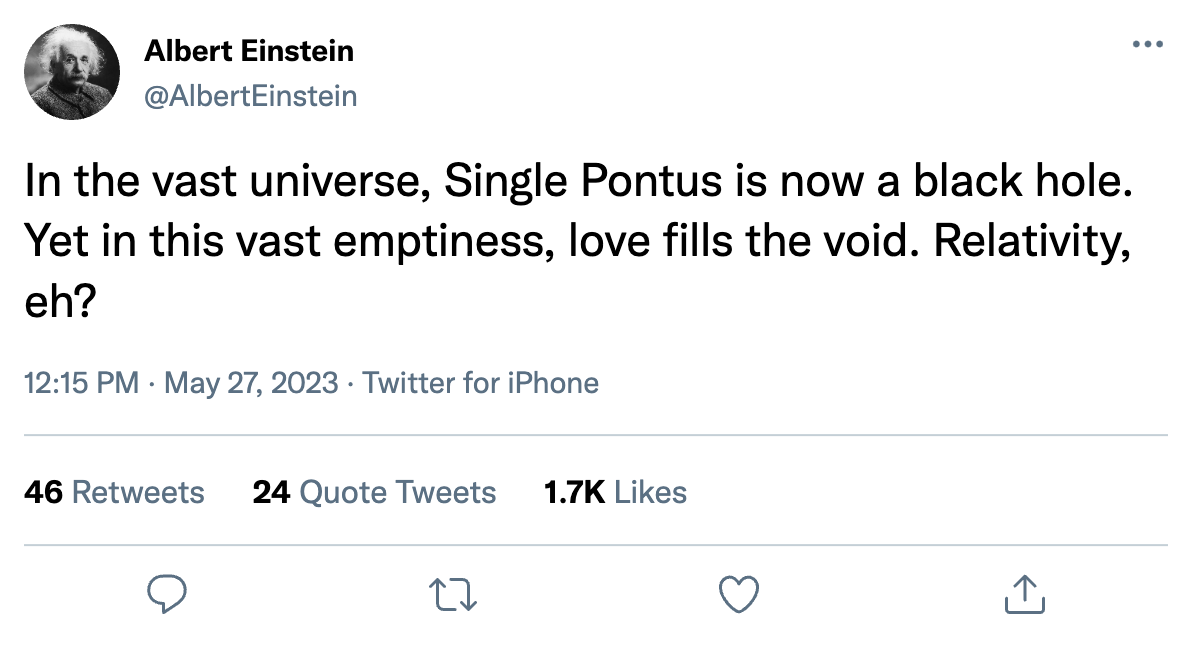 Albert Einstein
@AlbertEinstein
In the vast universe, Single Pontus is now a black hole.
Yet in this vast emptiness, love fills the void. Relativity,
eh?
12:15 PM · May 27, 2023 · Twitter for iPhone
46 Retweets 24 Quote Tweets 1.7K Likes